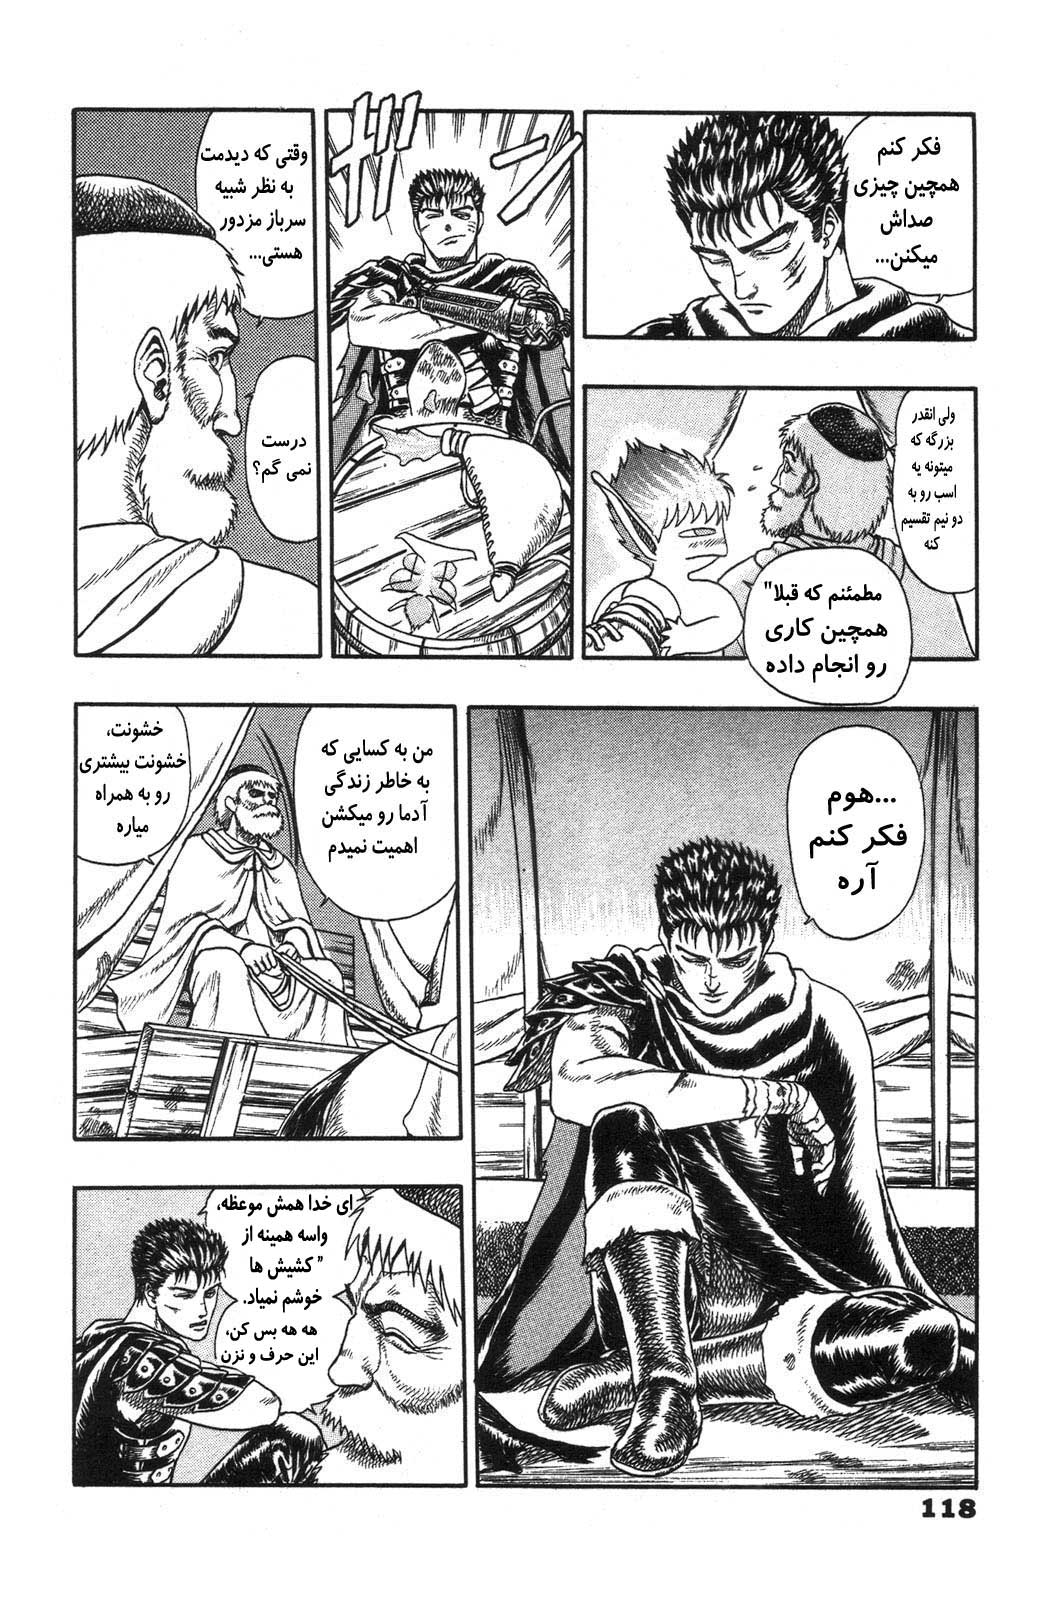 فکر کنم
همچین چیزی
صداش
میکنن...
ولی انقدر
بزرگه که
میتونه یه
اسب رو به
دو نیم تقسیم
کنه
مطمئنم که قبلا"
همچین کاری
رو انجام داده
ガガーン
وقتی که دیدمت
به نظر شبیه
سرباز مزدور
هستی...
درست
نمی گم؟
...هوم
فکر کنم
آره
من به کسایی که
به خاطر زندگی
آدما رو میکشن
اهمیت نمیدم
خشونت،
خشونت بیشتری
رو به همراه
میاره
ای خدا همش موعظه،
واسه همینه از
" کشیش ها
خوشم نمیاد.
هه هه بس کن،
این حرف و نزن
118